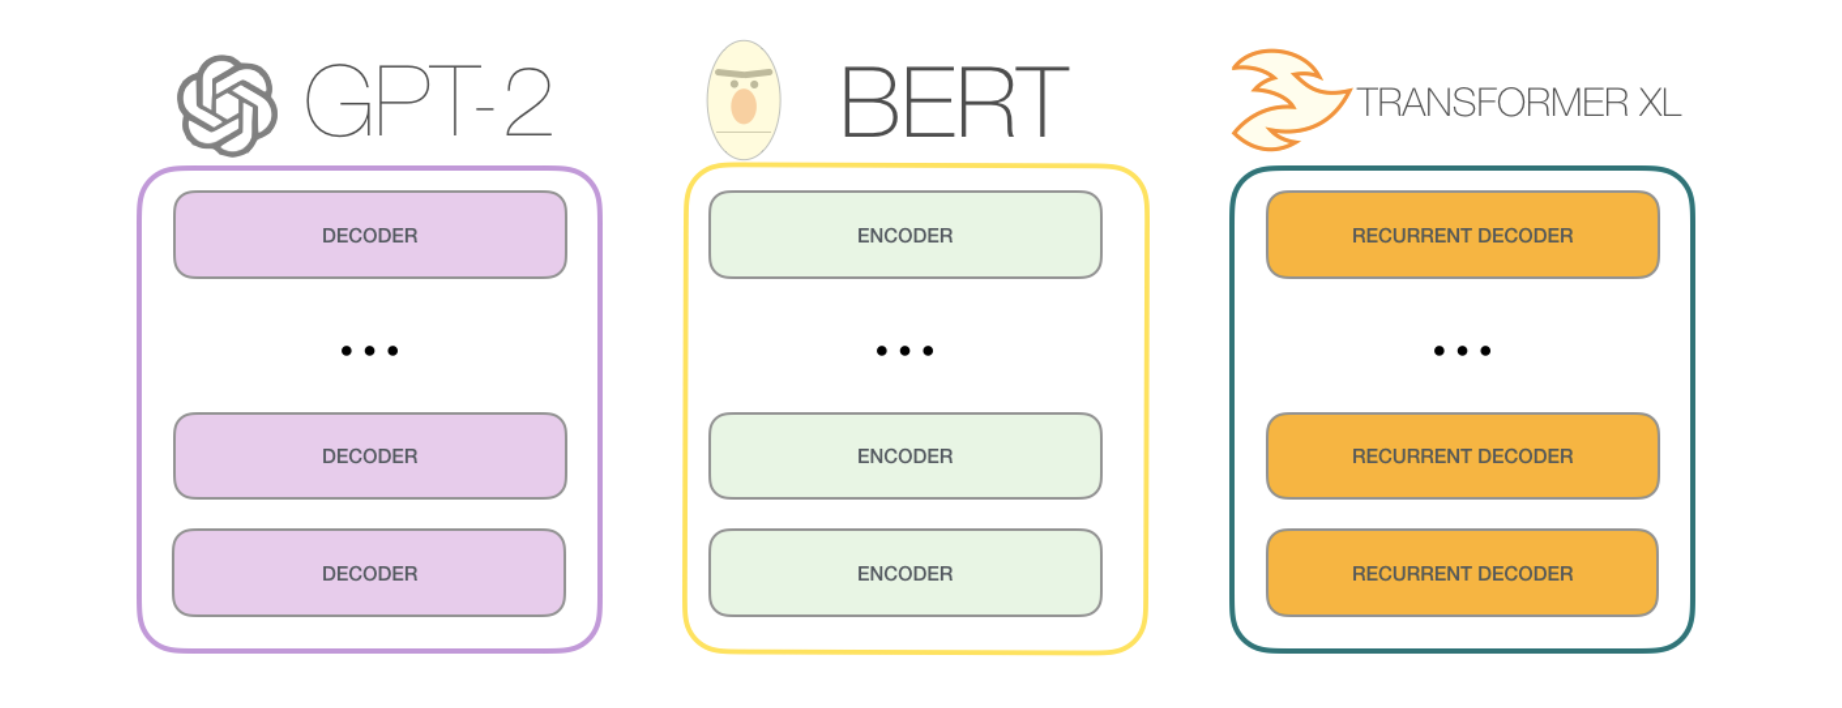 GPT-2
DECODER
...
DECODER
DECODER
BERT
ENCODER
...
ENCODER
ENCODER
TRANSFORMER XL
RECURRENT DECODER
...
RECURRENT DECODER
RECURRENT DECODER